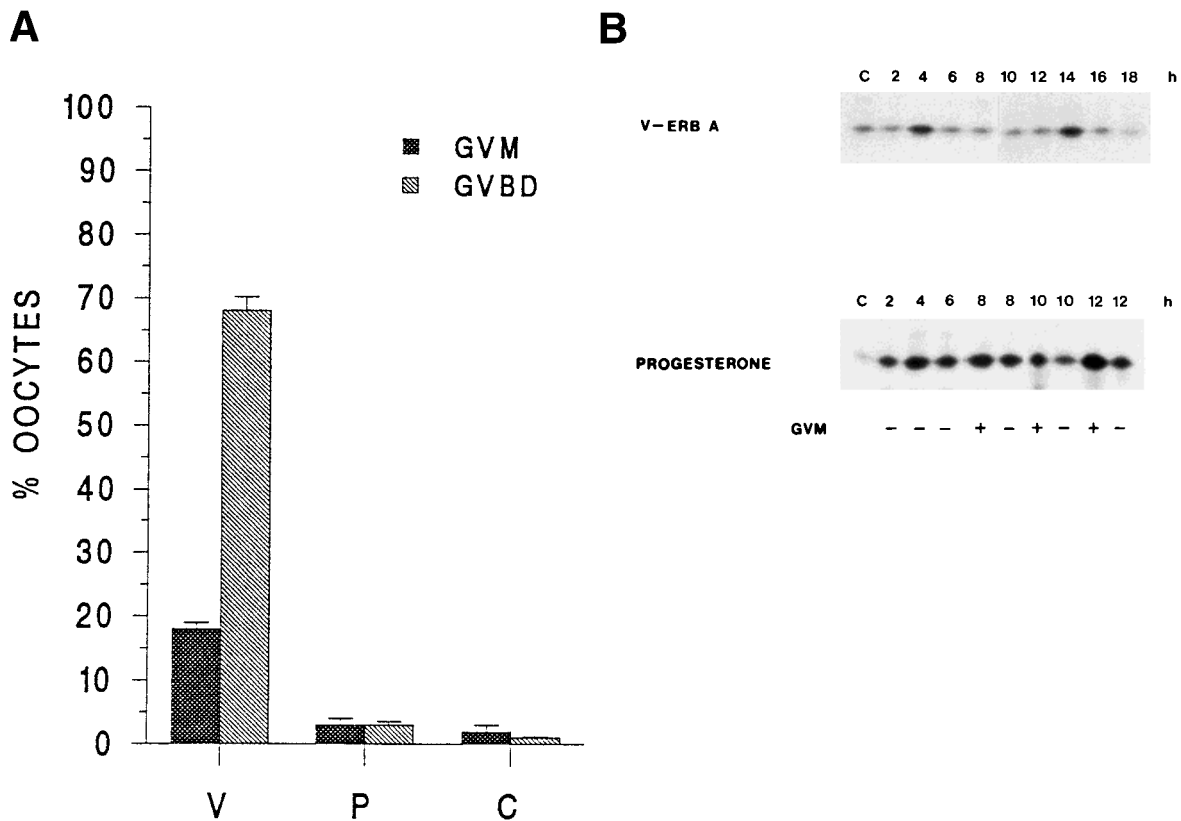 A
B
100
90
80
70
60
50
40
30
20
10
0
% OOCYTES
GVM
GVBD
V P C
C 2 4 6 8 10 12 14 16 18 h
V-ERB A
C 2 4 6 8 8 10 10 12 12 h
PROGESTERONE
GVM - - - + - + - + -